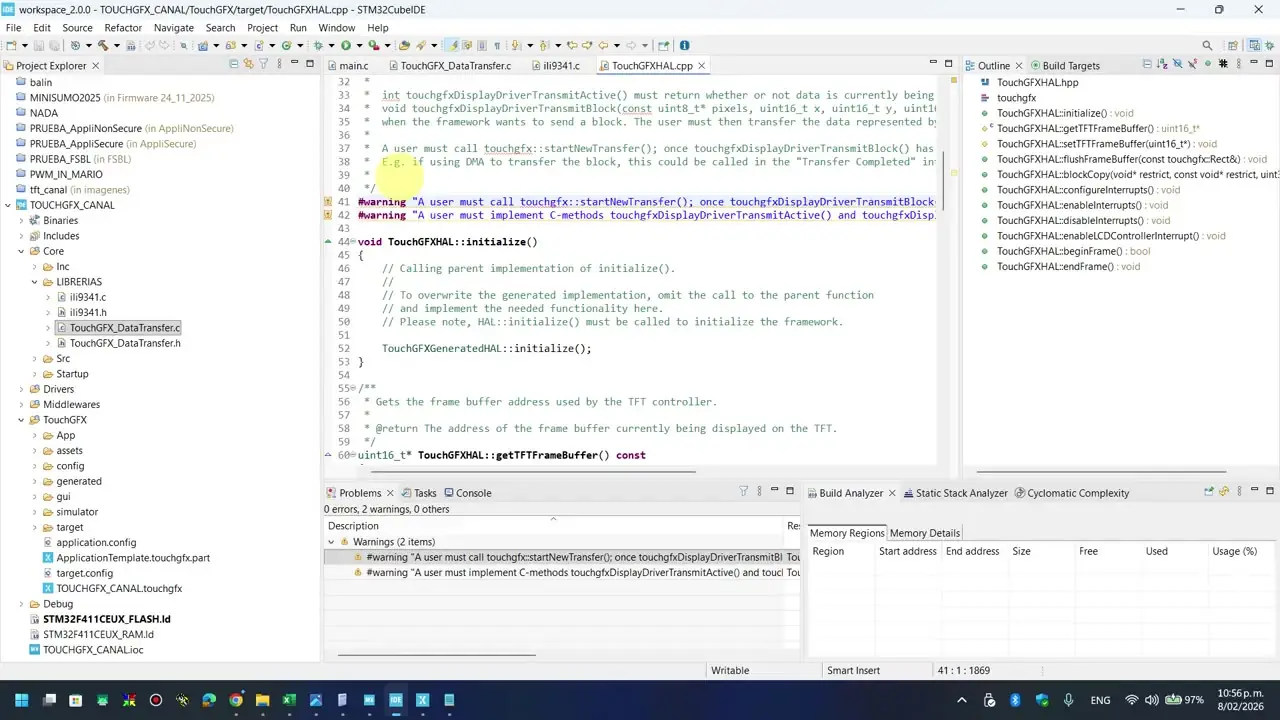 workspace_2.0.0 - TOUCHGFX_CANAL/TouchGFX/target/TouchGFXHAL.cpp - STM32CubeIDE
File Edit Source Refactor Navigate Search Project Run Window Help
Project Explorer
balin
MINISUMO2025 (in Firmware 24_11_2025)
NADA
PRUEBA_AppliNonSecure (in AppliNonSecure)
PRUEBA_AppliSecure (in AppliSecure)
PRUEBA_FSBL (in FSBL)
PWM_IN_MARIO
tft_canal (in imagenes)
TOUCHGFX_CANAL
Binaries
Includes
Core
Inc
LIBRERIAS
ili9341.c
ili9341.h
TouchGFX_DataTransfer.c
TouchGFX_DataTransfer.h
Src
Startup
Drivers
Middlewares
TouchGFX
App
assets
config
generated
gui
simulator
target
application.config
ApplicationTemplate.touchgfx.part
target.config
TOUCHGFX_CANAL.touchgfx
Debug
STM32F411CEUX_FLASH.ld
STM32F411CEUX_RAM.ld
TOUCHGFX_CANAL.ioc
main.c TouchGFX_DataTransfer.c ili9341.c TouchGFXHAL.cpp
32 *
33 * int touchgfxDisplayDriverTransmitActive() must return whether or not data is currently being
34 * void touchgfxDisplayDriverTransmitBlock(const uint8_t* pixels, uint16_t x, uint16_t y, uint16
35 * when the framework wants to send a block. The user must then transfer the data represented by
36 *
37 * A user must call touchgfx::startNewTransfer(); once touchgfxDisplayDriverTransmitBlock() has
38 * E.g. if using DMA to transfer the block, this could be called in the "Transfer Completed" in
39 *
40 */
41 #warning "A user must call touchgfx::startNewTransfer(); once touchgfxDisplayDriverTransmitBlock
42 #warning "A user must implement C-methods touchgfxDisplayDriverTransmitActive() and touchgfxDisp
43
44 void TouchGFXHAL::initialize()
45 {
46 // Calling parent implementation of initialize().
47 //
48 // To overwrite the generated implementation, omit the call to the parent function
49 // and implement the needed functionality here.
50 // Please note, HAL::initialize() must be called to initialize the framework.
51
52 TouchGFXGeneratedHAL::initialize();
53 }
54
55 /**
56 * Gets the frame buffer address used by the TFT controller.
57 *
58 * @return The address of the frame buffer currently being displayed on the TFT.
59 */
60 uint16_t* TouchGFXHAL::getTFTFrameBuffer() const
Outline Build Targets
TouchGFXHAL.hpp
touchgfx
TouchGFXHAL::initialize() : void
TouchGFXHAL::getTFTFrameBuffer() : uint16_t*
TouchGFXHAL::setTFTFrameBuffer(uint16_t*) : void
TouchGFXHAL::flushFrameBuffer(const touchgfx::Rect&) : void
TouchGFXHAL::blockCopy(void* restrict, const void* restrict, uint3
TouchGFXHAL::configureInterrupts() : void
TouchGFXHAL::enableInterrupts() : void
TouchGFXHAL::disableInterrupts() : void
TouchGFXHAL::enableLCDControllerInterrupt() : void
TouchGFXHAL::beginFrame() : bool
TouchGFXHAL::endFrame() : void
Problems Tasks Console
0 errors, 2 warnings, 0 others
Description Res
Warnings (2 items)
#warning "A user must call touchgfx::startNewTransfer(); once touchgfxDisplayDriverTransmitBl Tou
#warning "A user must implement C-methods touchgfxDisplayDriverTransmitActive() and toucl Tou
Build Analyzer Static Stack Analyzer Cyclomatic Complexity
Memory Regions Memory Details
Region Start address End address Size Free Used Usage (%)
Writable Smart Insert 41 : 1 : 1869
ENG 97% 10:56 p.m.
8/02/2026